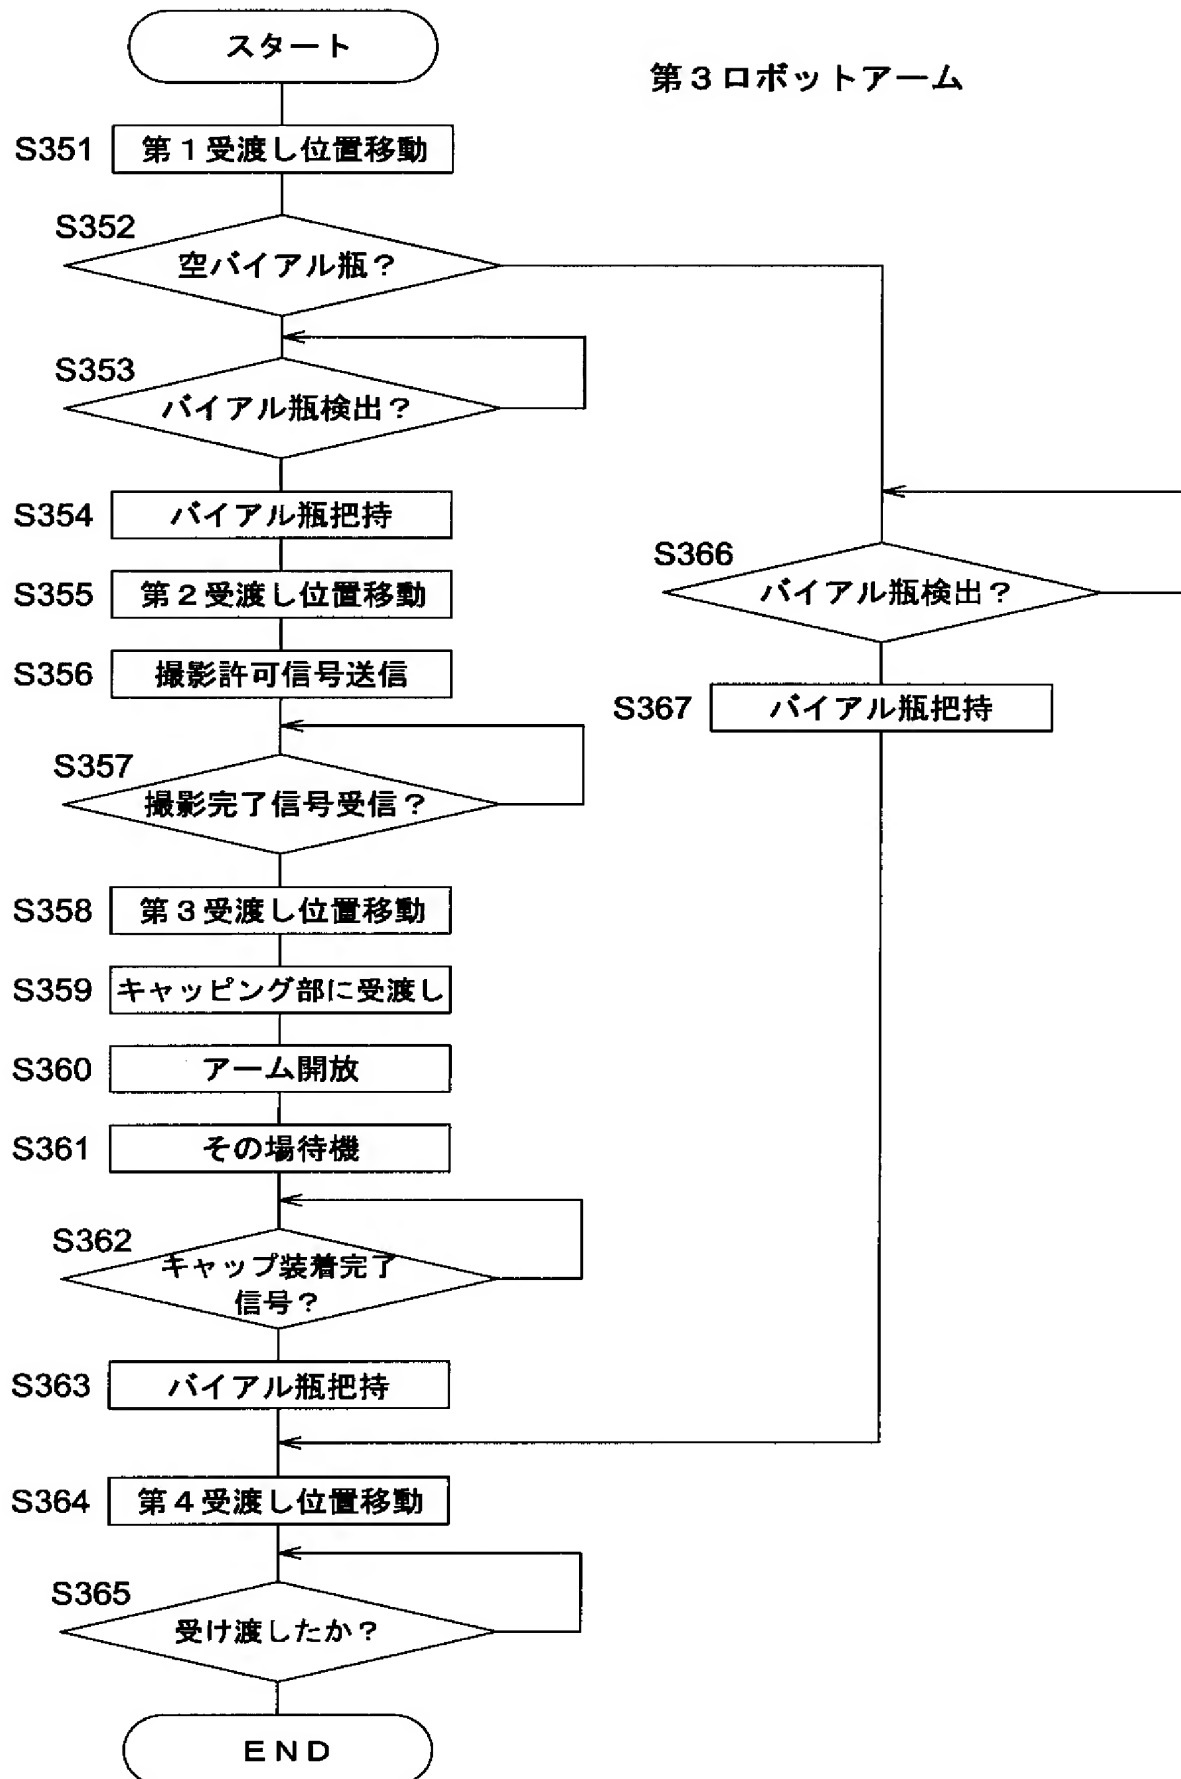 スタート
第3ロボットアーム
S351 第1受渡し位置移動
S352
空バイアル瓶?
S353
バイアル瓶検出?
S354 バイアル瓶把持
S355 第2受渡し位置移動
S356 撮影許可信号送信
S357
撮影完了信号受信?
S358 第3受渡し位置移動
S359 キャッピング部に受渡し
S360 アーム開放
S361 その場待機
S362
キャップ装着完了
信号?
S363 バイアル瓶把持
S364 第4受渡し位置移動
S365
受け渡したか?
END
S366
バイアル瓶検出?
S367 バイアル瓶把持